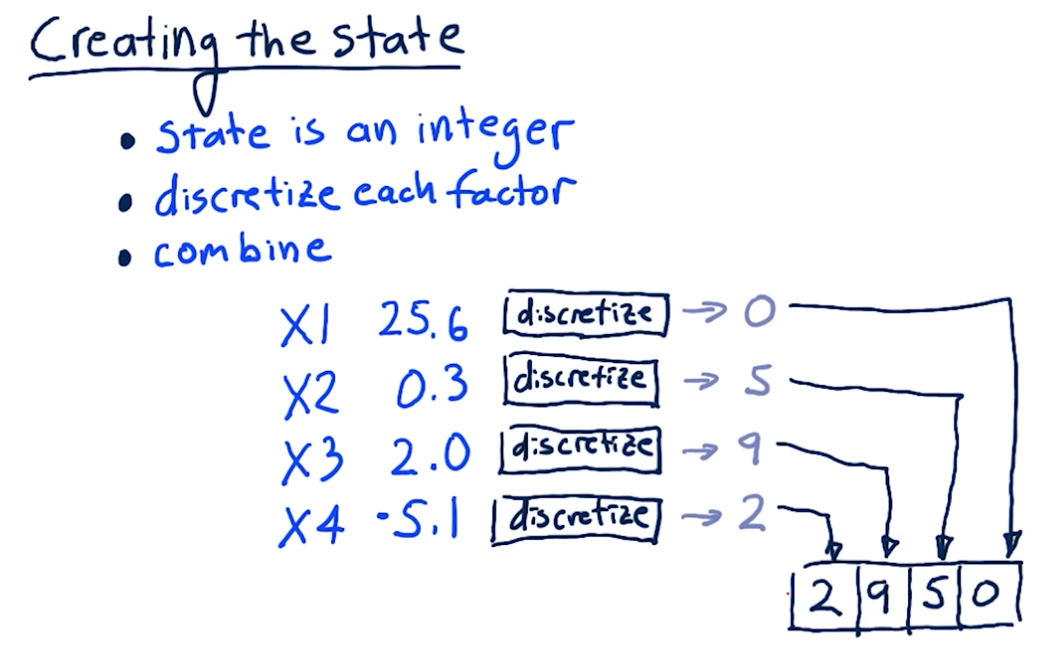 Creating the state
• state is an integer
• discretize each factor
• combine
X1 25.6 discretize → 0
X2 0.3 discretize → 5
X3 2.0 discretize → 9
X4 -5.1 discretize → 2
2 9 5 0